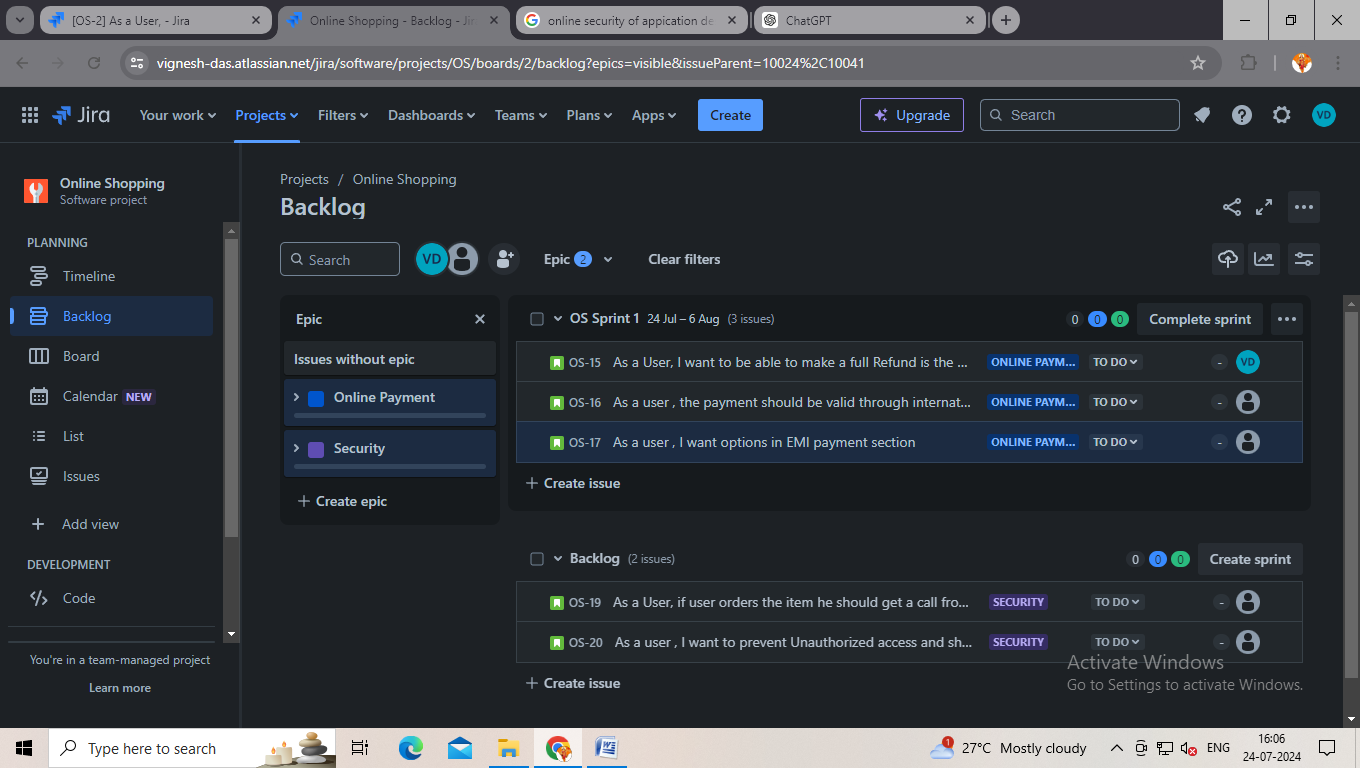 [OS-2] As a User, - Jira
Online Shopping - Backlog - Jir
online security of appication de
ChatGPT
vignesh-das.atlassian.net/jira/software/projects/OS/boards/2/backlog?epics=visible&issueParent=10024%2C10041
Jira
Your work
Projects
Filters
Dashboards
Teams
Plans
Apps
Create
Upgrade
Search
VD
Online Shopping
Software project
PLANNING
Timeline
Backlog
Board
Calendar NEW
List
Issues
Add view
DEVELOPMENT
Code
You're in a team-managed project
Learn more
Projects / Online Shopping
Backlog
Search
VD
Epic 2
Clear filters
Epic
Issues without epic
Online Payment
Security
Create epic
OS Sprint 1 24 Jul – 6 Aug (3 issues)
0 0 0 Complete sprint
OS-15 As a User, I want to be able to make a full Refund is the ... ONLINE PAYM... TO DO - VD
OS-16 As a user , the payment should be valid through internat... ONLINE PAYM... TO DO -
OS-17 As a user , I want options in EMI payment section ONLINE PAYM... TO DO -
Create issue
Backlog (2 issues)
0 0 0 Create sprint
OS-19 As a User, if user orders the item he should get a call fro... SECURITY TO DO -
OS-20 As a user , I want to prevent Unauthorized access and sh... SECURITY TO DO -
Create issue
Activate Windows
Go to Settings to activate Windows.
Type here to search
1
27°C Mostly cloudy
ENG
16:06
24-07-2024